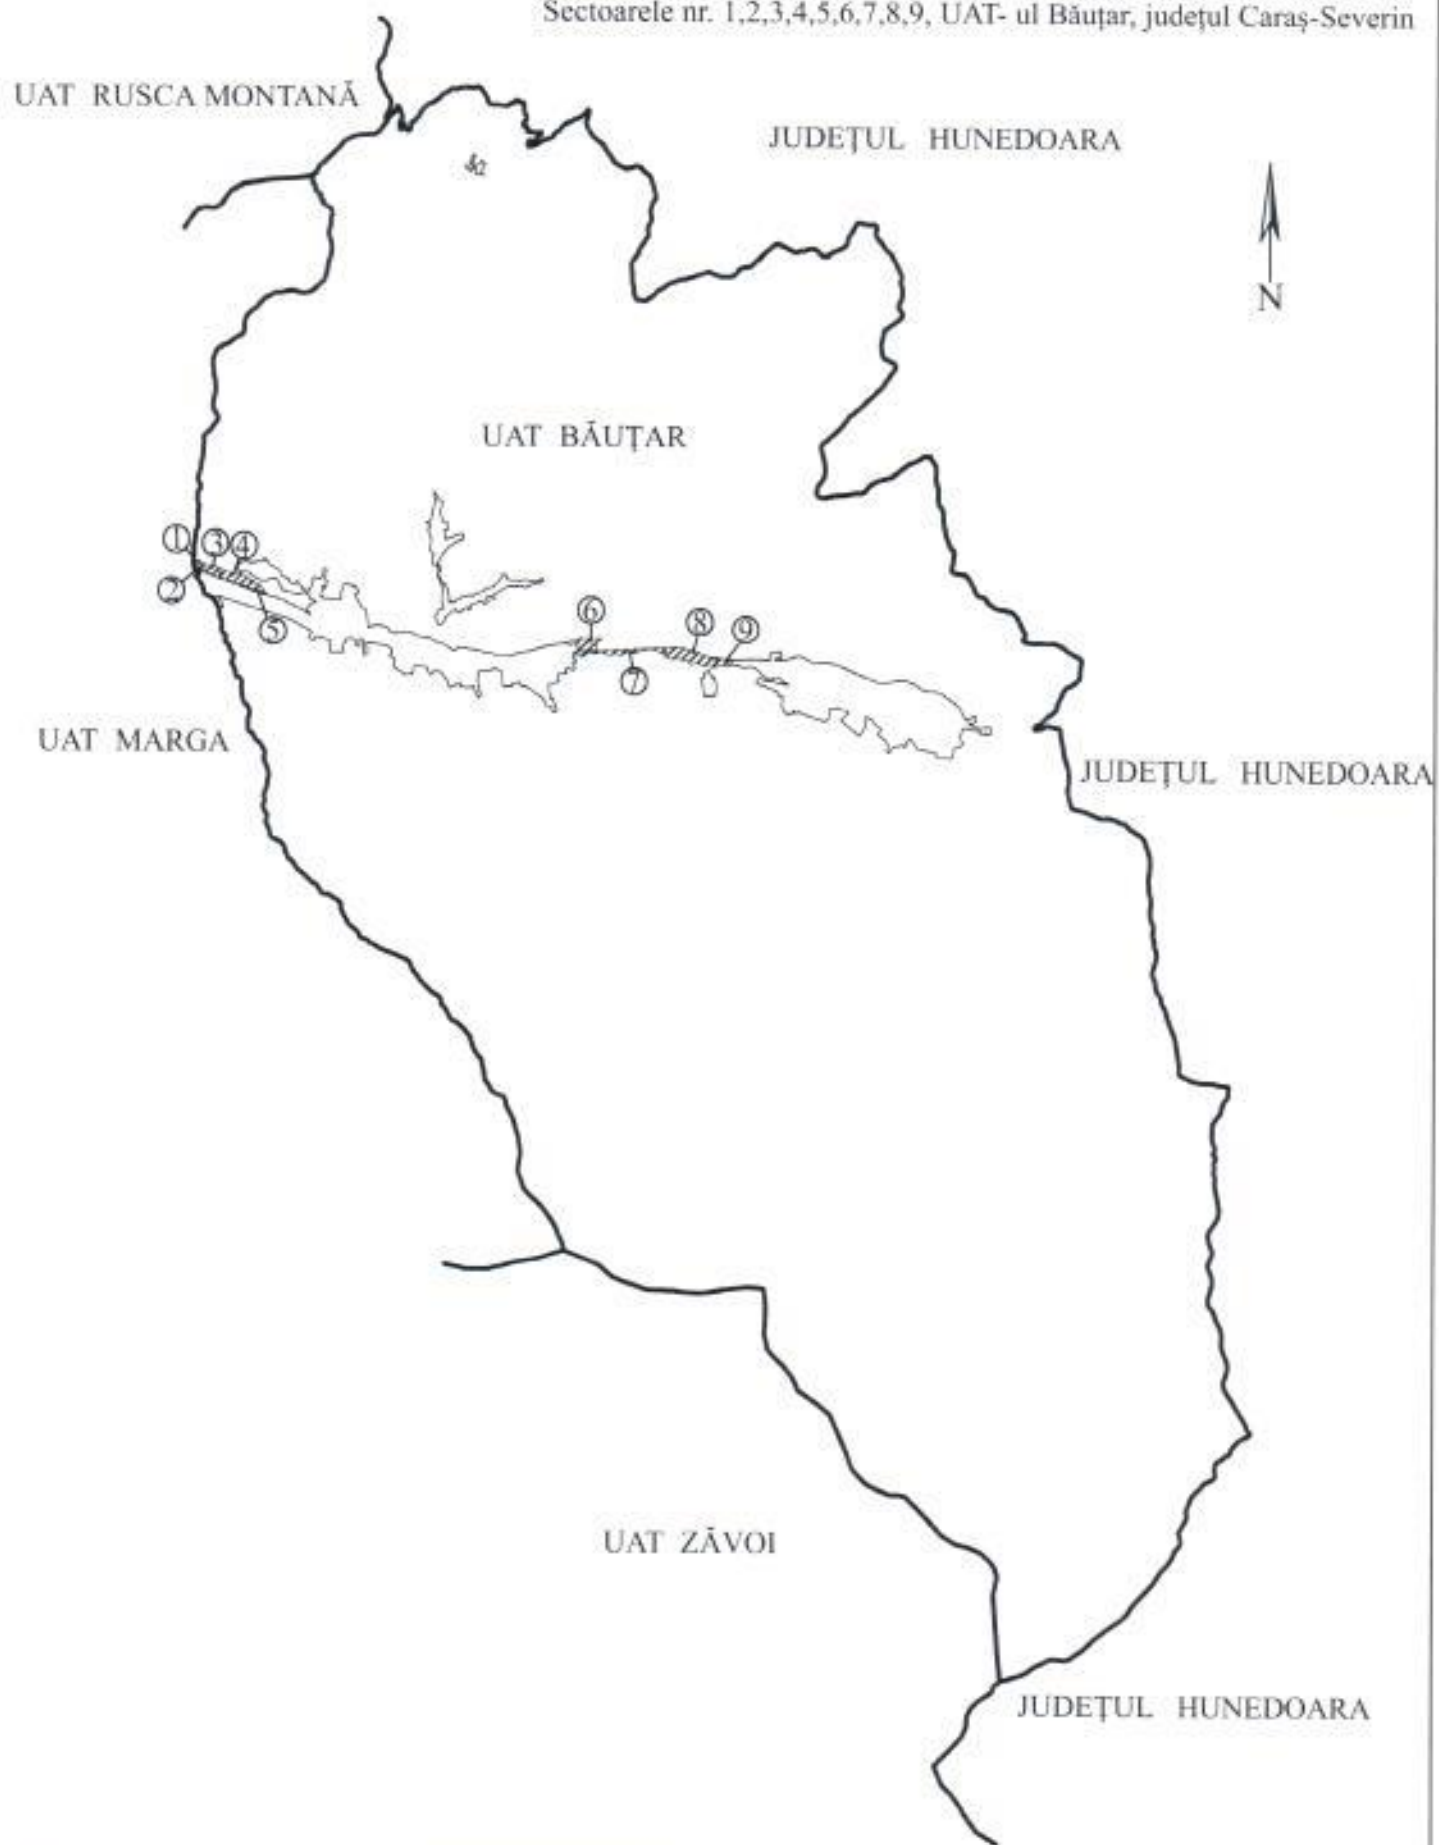 Sectoarele nr. 1,2,3,4,5,6,7,8,9, UAT- ul Băuțar, județul Caraș-Severin
UAT RUSCA MONTANĂ
JUDEȚUL HUNEDOARA
N
UAT BĂUȚAR
1
3
4
2
5
6
8
9
7
UAT MARGA
JUDEȚUL HUNEDOARA
UAT ZĂVOI
JUDEȚUL HUNEDOARA